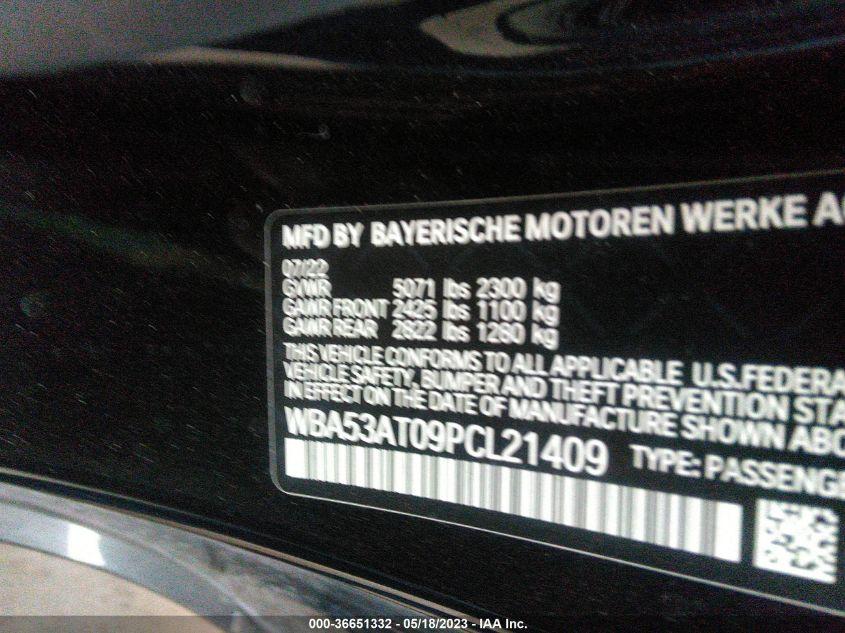 MFD BY BAYERISCHE MOTOREN WERKE AG
07/22
GVWR 5071 lbs 2300 kg
GAWR FRONT 2425 lbs 1100 kg
GAWR REAR 2822 lbs 1280 kg
THIS VEHICLE CONFORMS TO ALL APPLICABLE U.S.FEDERA
VEHICLE SAFETY, BUMPER AND THEFT PREVENTION STA
IN EFFECT ON THE DATE OF MANUFACTURE SHOWN ABO
WBA53AT09PCL21409 TYPE: PASSENGE
000-36651332 - 05/18/2023 - IAA Inc.